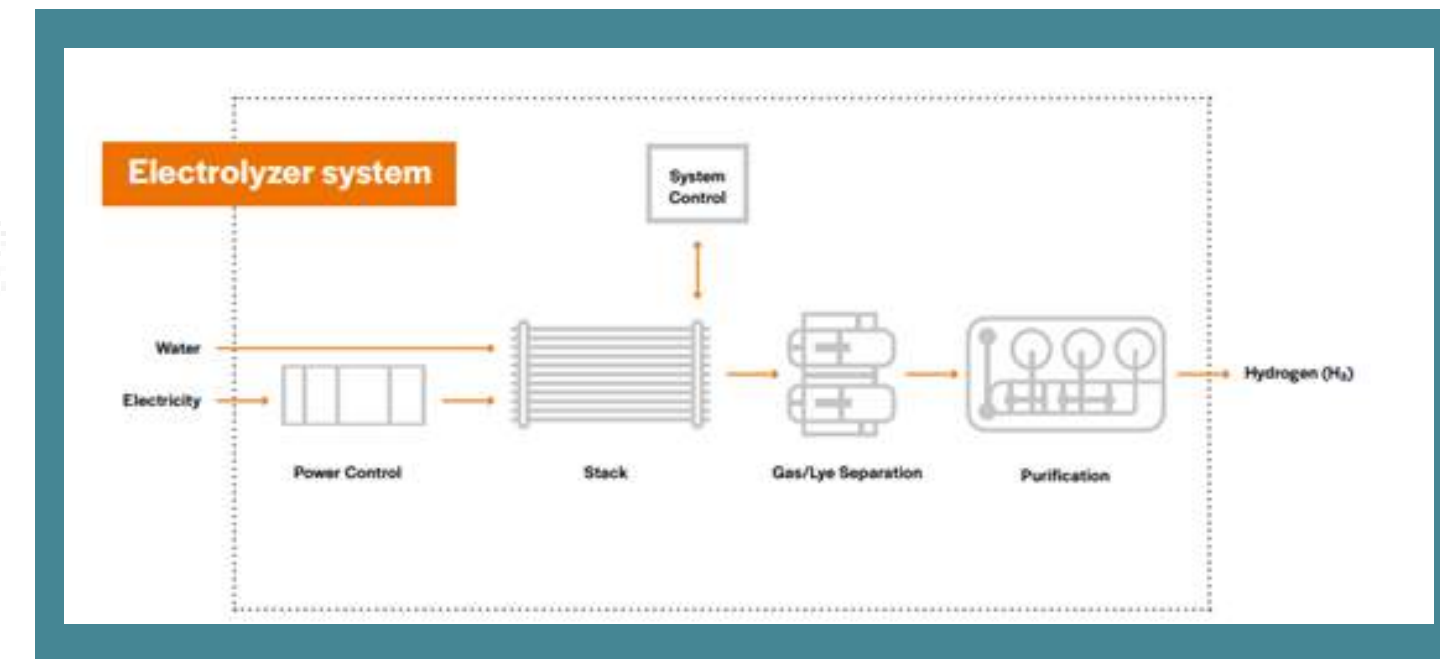 Electrolyzer system
System
Control
Water
Electricity
Hydrogen (H₂)
Power Control
Stack
Gas/Lye Separation
Purification